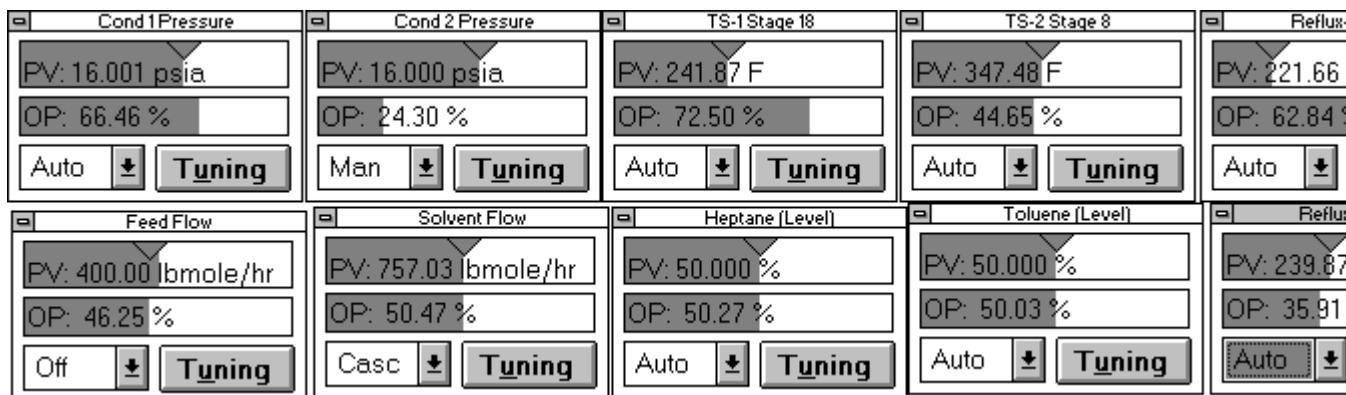 Cond 1 Pressure
PV: 16.001 psia
OP: 66.46 %
Auto Tuning
Cond 2 Pressure
PV: 16.000 psia
OP: 24.30 %
Man Tuning
TS-1 Stage 18
PV: 241.87 F
OP: 72.50 %
Auto Tuning
TS-2 Stage 8
PV: 347.48 F
OP: 44.65 %
Auto Tuning
Reflux-
PV: 221.66
OP: 62.84 %
Auto
Feed Flow
PV: 400.00 lbmole/hr
OP: 46.25 %
Off Tuning
Solvent Flow
PV: 757.03 lbmole/hr
OP: 50.47 %
Casc Tuning
Heptane (Level)
PV: 50.000 %
OP: 50.27 %
Auto Tuning
Toluene (Level)
PV: 50.000 %
OP: 50.03 %
Auto Tuning
Reflux
PV: 239.87
OP: 35.91
Auto